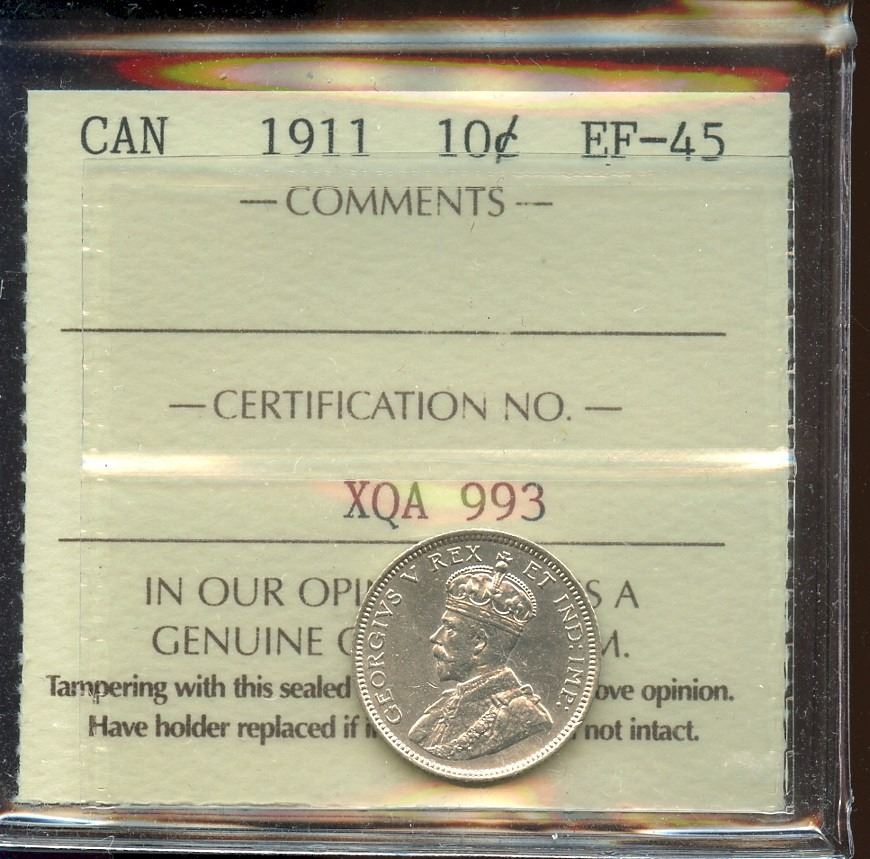 CAN 1911 10¢ EF-45
— COMMENTS —
— CERTIFICATION NO. —
XQA 993
IN OUR OPI S A
GENUINE M.
Tampering with this sealed ove opinion.
Have holder replaced if not intact.
GEORGIVS V REX ET IND: IMP: